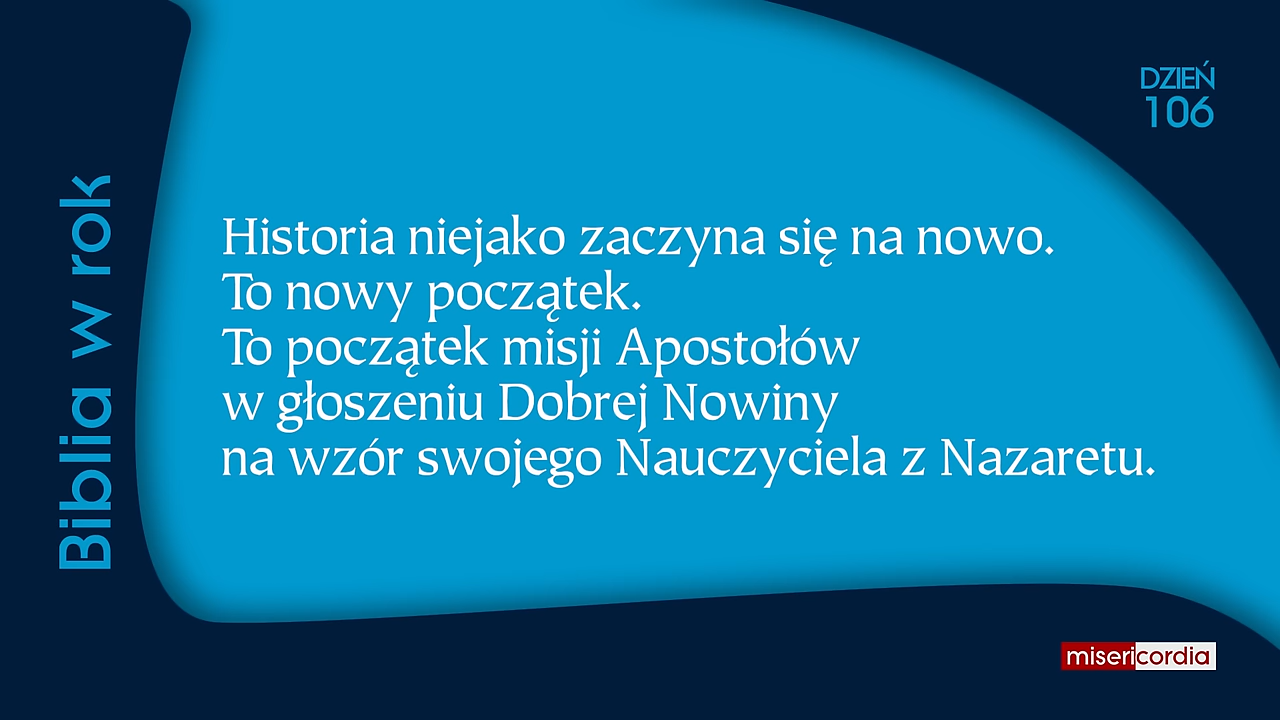 Biblia w rok
DZIEŃ
106
Historia niejako zaczyna się na nowo.
To nowy początek.
To początek misji Apostołów
w głoszeniu Dobrej Nowiny
na wzór swojego Nauczyciela z Nazaretu.
misericordia